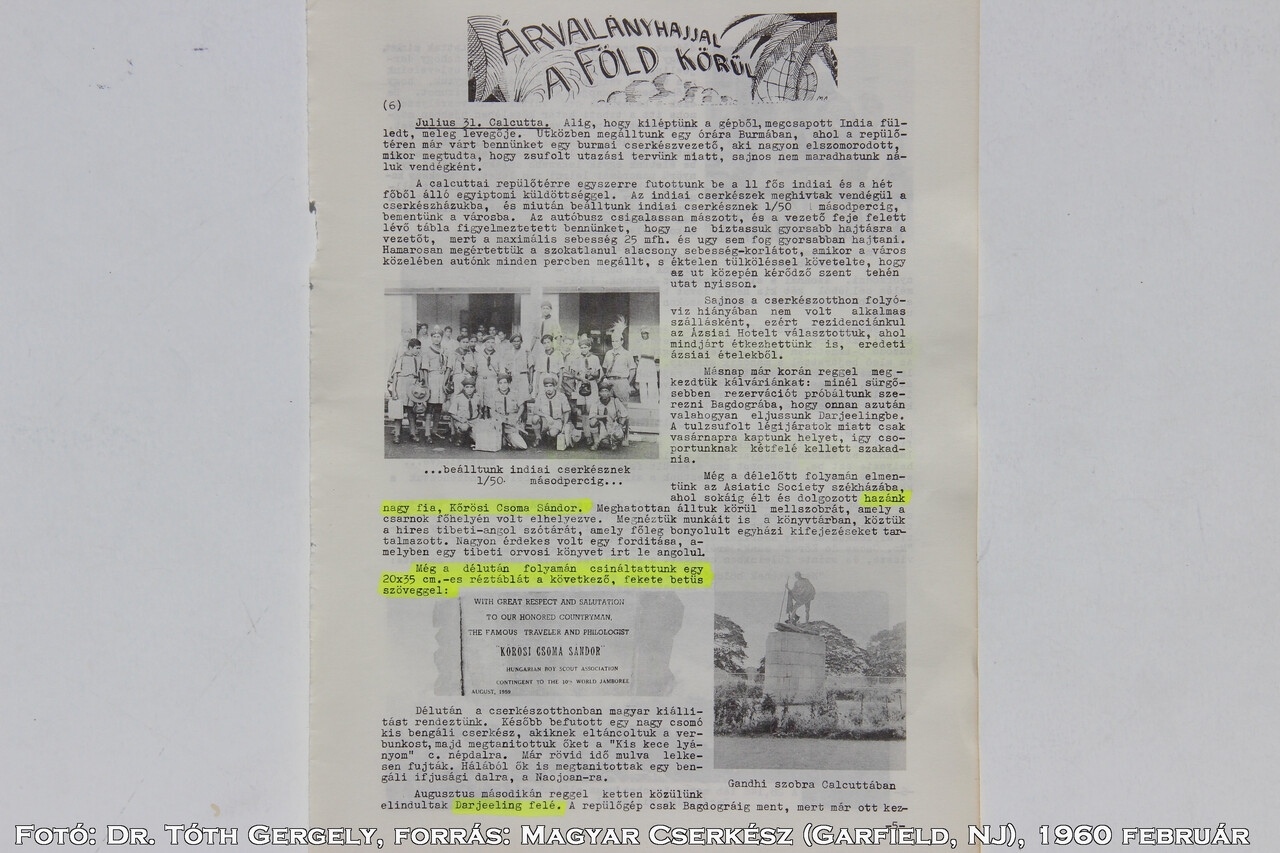 ÁRVALÁNYHAJJAL
A FÖLD KÖRÜL
(6)
Julius 31. Calcutta. Alig, hogy kiléptünk a gépből, megcsapott India fül-
ledt, meleg levegője. Utközben megálltunk egy órára Burmában, ahol a repülő-
téren már várt bennünket egy burmai cserkészvezető, aki nagyon elszomorodott,
mikor megtudta, hogy zsufolt utazási tervünk miatt, sajnos nem maradhatunk ná-
luk vendégként.
A calcuttai repülőtérre egyszerre futottunk be a 11 fős indiai és a hét
főből álló egyiptomi küldöttséggel. Az indiai cserkészek meghivtak vendégül a
cserkészházukba, és miután beálltunk indiai cserkésznek 1/50 másodpercig,
bementünk a városba. Az autóbusz csigalassan mászott, és a vezető feje felett
lévő tábla figyelmeztetett bennünket, hogy ne biztassuk gyorsabb hajtásra a
vezetőt, mert a maximális sebesség 25 mfh. és ugy sem fog gyorsabban hajtani.
Hamarosan megértettük a szokatlanul alacsony sebesség-korlátot, amikor a város
közelében autónk minden percben megállt, s éktelen tülköléssel követelte, hogy
az ut közepén kérődző szent tehén
utat nyisson.
Sajnos a cserkészotthon folyó-
viz hiányában nem volt alkalmas
szállásként, ezért rezidenciánkul
az Ázsiai Hotelt választottuk, ahol
mindjárt étkezhettünk is, eredeti
ázsiai ételekből.
Másnap már korán reggel meg-
kezdtük kálváriánkat: minél sürgő-
sebben rezervációt próbáltunk sze-
rezni Bagdográba, hogy onnan azután
valahogyan eljussunk Darjeelingbe.
A tulzsufolt légijáratok miatt csak
vasárnapra kaptunk helyet, igy cso-
portunknak kétfelé kellett szakad-
nia.
...beálltunk indiai cserkésznek
1/50 másodpercig...
Még a délelőtt folyamán elmen-
tünk az Asiatic Society székházába,
ahol sokáig élt és dolgozott hazánk
nagy fia, Kőrösi Csoma Sándor. Meghatottan álltuk körül mellszobrát, amely a
csarnok főhelyén volt elhelyezve. Megnéztük munkáit is a könyvtárban, köztük
a hires tibeti-angol szótárát, amely főleg bonyolult egyházi kifejezéseket tar-
talmazott. Nagyon érdekes volt egy forditása, a-
melyben egy tibeti orvosi könyvet irt le angolul.
Még a délután folyamán csináltattunk egy
20x35 cm.-es réztáblát a következő, fekete betüs
szöveggel:
WITH GREAT RESPECT AND SALUTATION
TO OUR HONORED COUNTRYMAN,
THE FAMOUS TRAVELER AND PHILOLOGIST
"KOROSI CSOMA SANDOR"
HUNGARIAN BOY SCOUT ASSOCIATION
CONTINGENT TO THE 10th WORLD JAMBOREE
AUGUST, 1959
Délután a cserkészotthonban magyar kiálli-
tást rendeztünk. Később befutott egy nagy csomó
kis bengáli cserkész, akiknek eltáncoltuk a ver-
bunkost, majd megtanitottuk őket a "Kis kece lyá-
nyom" c. népdalra. Már rövid idő mulva lelke-
sen fujták. Hálából ők is megtanitottak egy ben-
gáli ifjusági dalra, a Naojoan-ra.
Gandhi szobra Calcuttában
Augusztus másodikán reggel ketten közülünk
elindultak Darjeeling felé. A repülőgép csak Bagdográig ment, mert már ott kez-
-5-
Fotó: Dr. Tóth Gergely, forrás: Magyar Cserkész (Garfield, NJ), 1960 február